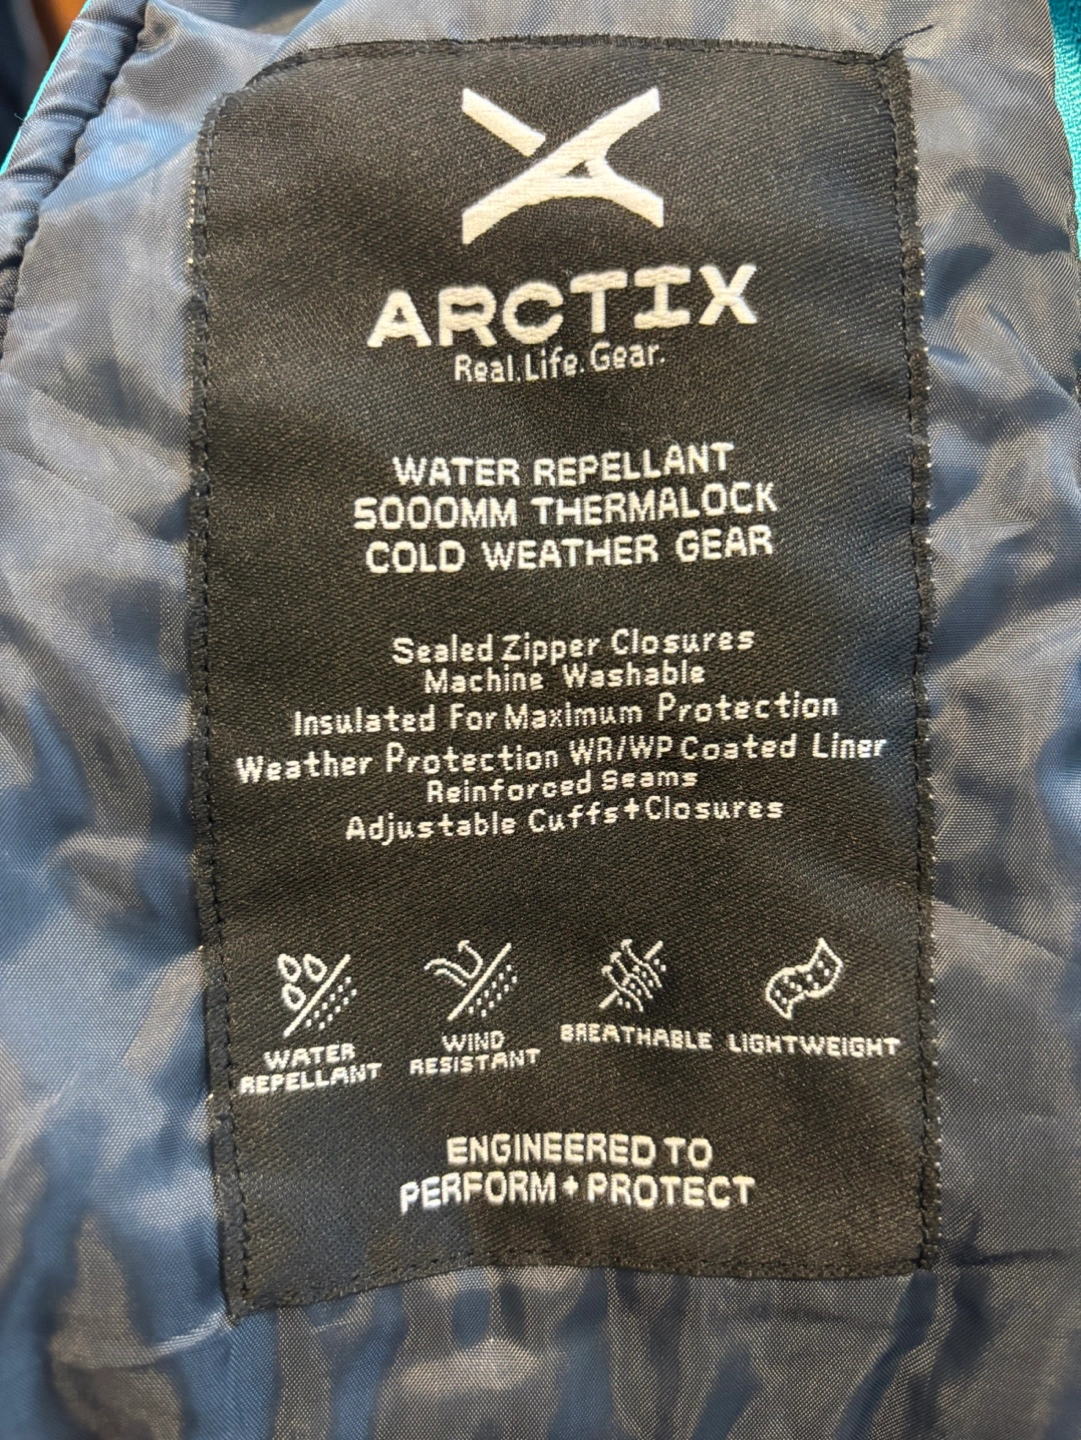 ARCTIX
Real.Life.Gear.
WATER REPELLANT
5000MM THERMALOCK
COLD WEATHER GEAR
Sealed Zipper Closures
Machine Washable
Insulated For Maximum Protection
Weather Protection WR/WP Coated Liner
Reinforced Seams
Adjustable Cuffs+Closures
WATER
REPELLANT
WIND
RESISTANT
BREATHABLE
LIGHTWEIGHT
ENGINEERED TO
PERFORM+PROTECT